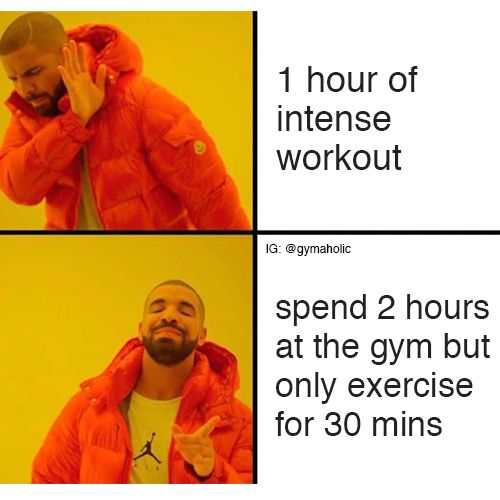 1 hour of
intense
workout
IG: @gymaholic
spend 2 hours
at the gym but
only exercise
for 30 mins